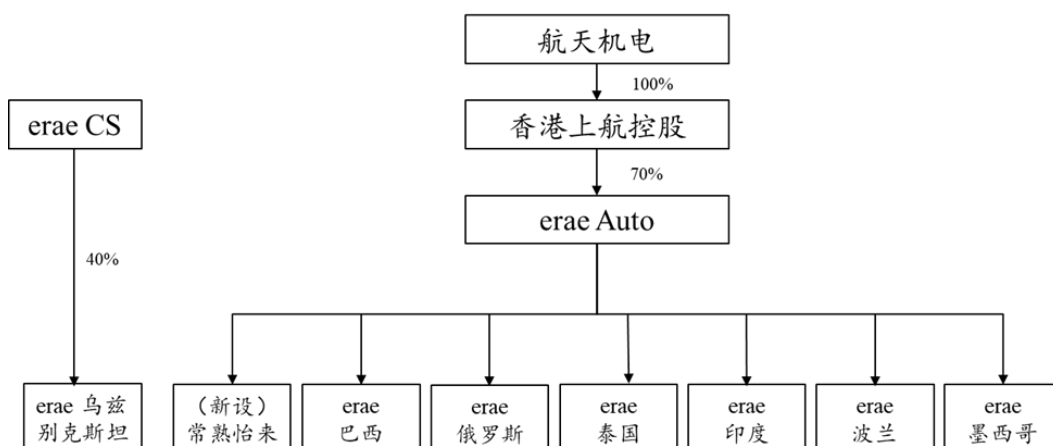 航天机电
100%
erae CS
香港上航控股
70%
erae Auto
40%
erae 乌兹
别克斯坦
（新设）
常熟怡来
erae
巴西
erae
俄罗斯
erae
泰国
erae
印度
erae
波兰
erae
墨西哥